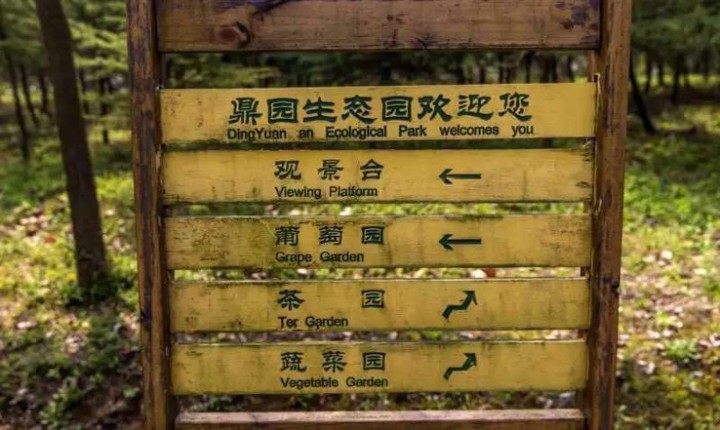 鼎园生态园欢迎您
DingYuan an Ecological Park welcomes you
观景台 ←
Viewing Platform
葡萄园 ←
Grape Garden
茶园
Ter Garden
蔬菜园
Vegetable Garden